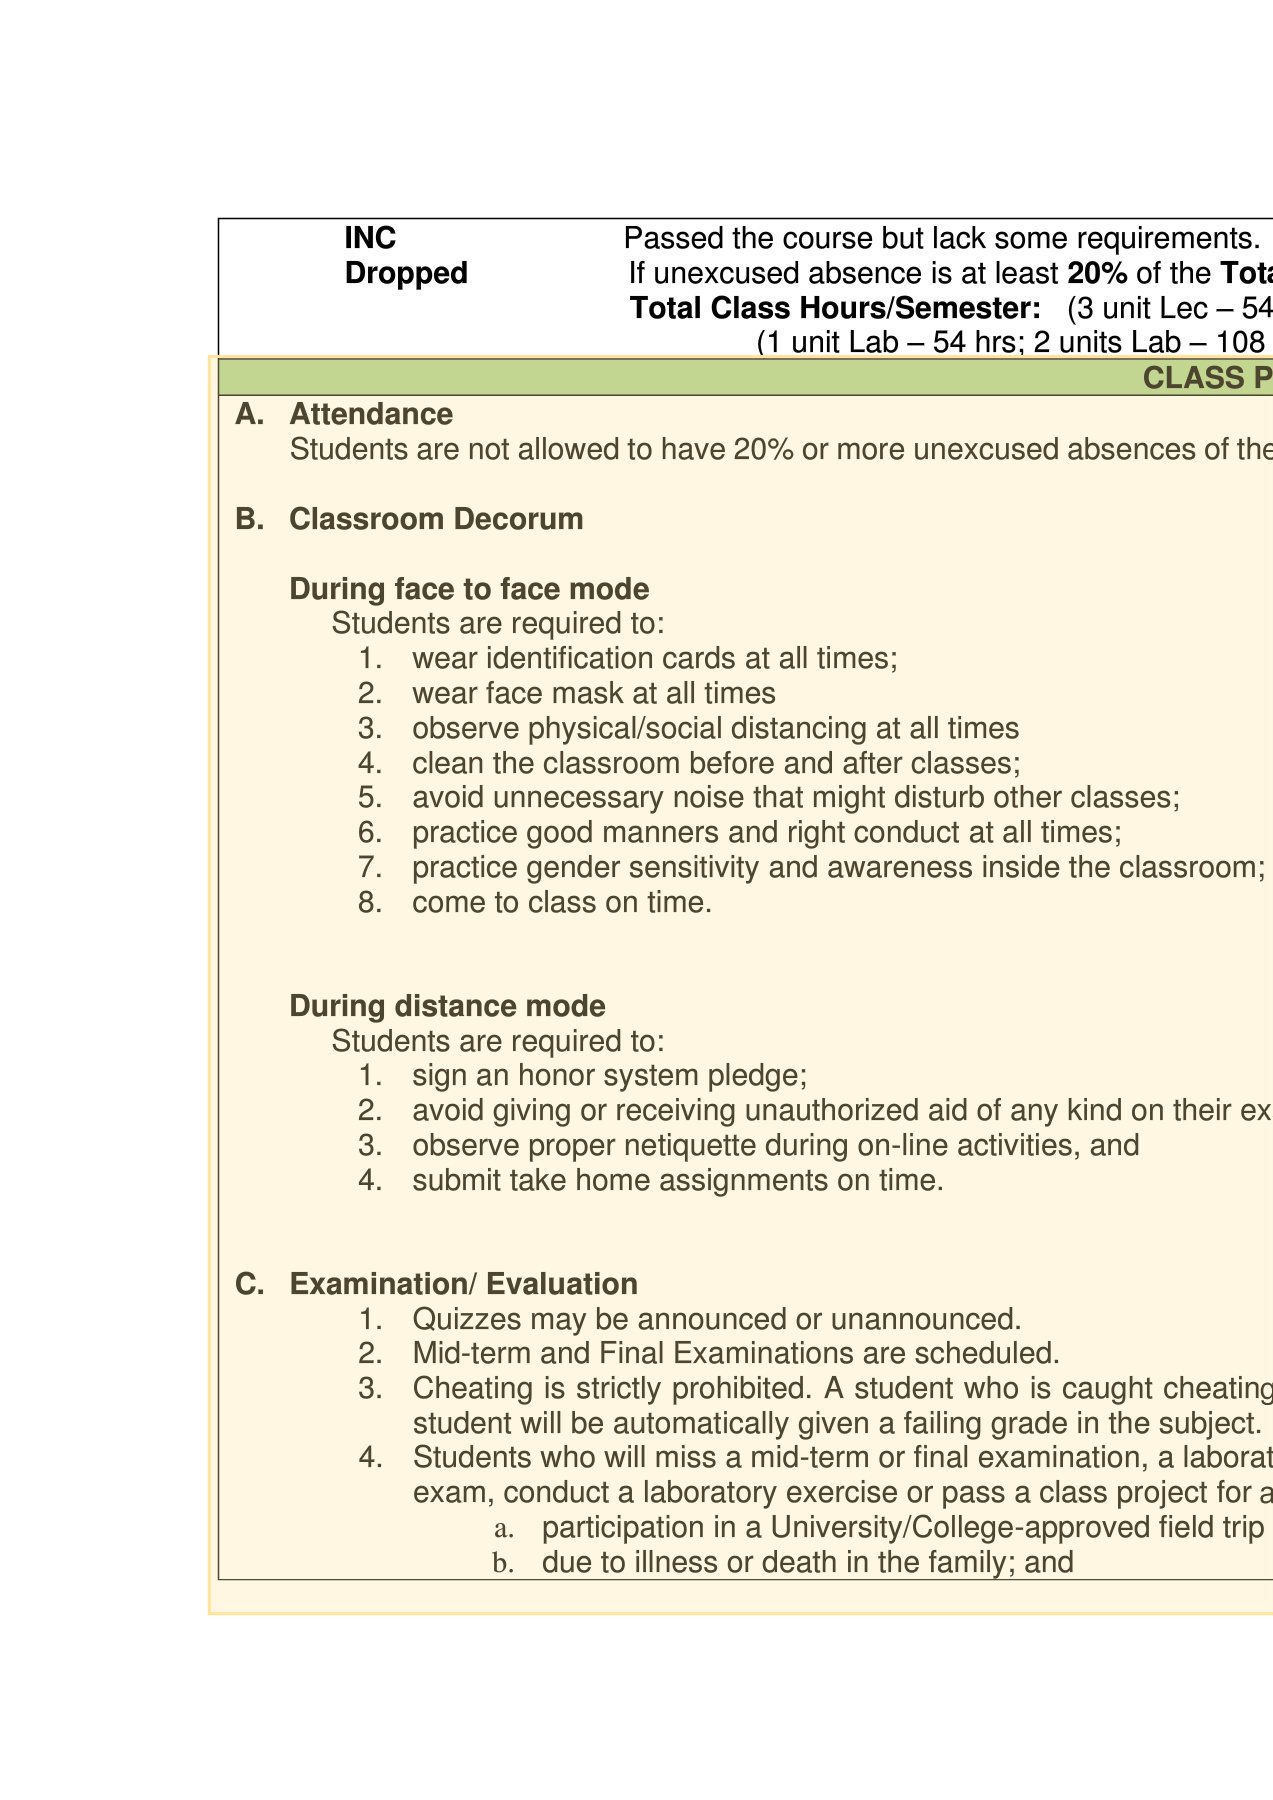 INC Passed the course but lack some requirements.
Dropped If unexcused absence is at least 20% of the
Total Class Hours/Semester: (3 unit Lec – 54
(1 unit Lab – 54 hrs; 2 units Lab – 108
CLASS
A. Attendance
Students are not allowed to have 20% or more unexcused absences of the
B. Classroom Decorum
During face to face mode
Students are required to:
1. wear identification cards at all times;
2. wear face mask at all times
3. observe physical/social distancing at all times
4. clean the classroom before and after classes;
5. avoid unnecessary noise that might disturb other classes;
6. practice good manners and right conduct at all times;
7. practice gender sensitivity and awareness inside the classroom;
8. come to class on time.
During distance mode
Students are required to:
1. sign an honor system pledge;
2. avoid giving or receiving unauthorized aid of any kind on their
3. observe proper netiquette during on-line activities, and
4. submit take home assignments on time.
C. Examination/ Evaluation
1. Quizzes may be announced or unannounced.
2. Mid-term and Final Examinations are scheduled.
3. Cheating is strictly prohibited. A student who is caught cheating
student will be automatically given a failing grade in the subject.
4. Students who will miss a mid-term or final examination, a
exam, conduct a laboratory exercise or pass a class project for
a. participation in a University/College-approved field trip
b. due to illness or death in the family; and